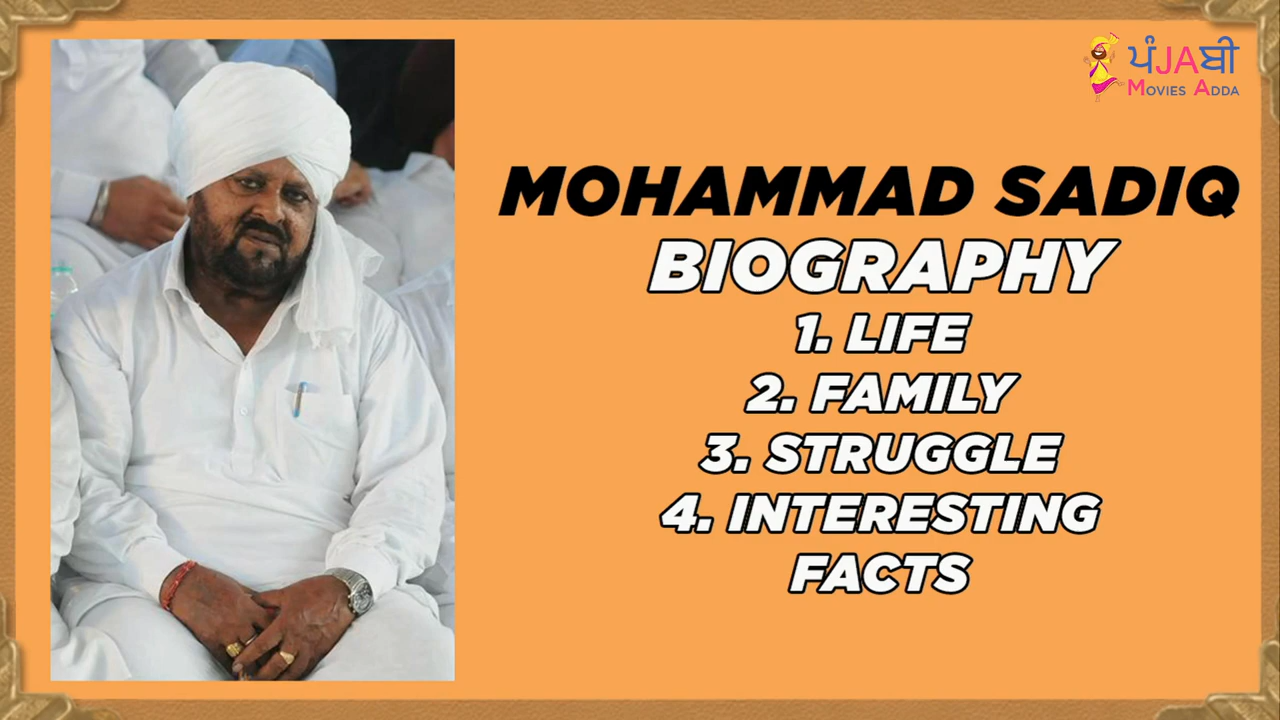 ਪੰJAਬੀ
MOVIES ADDA
MOHAMMAD SADIQ
BIOGRAPHY
1. LIFE
2. FAMILY
3. STRUGGLE
4. INTERESTING
FACTS